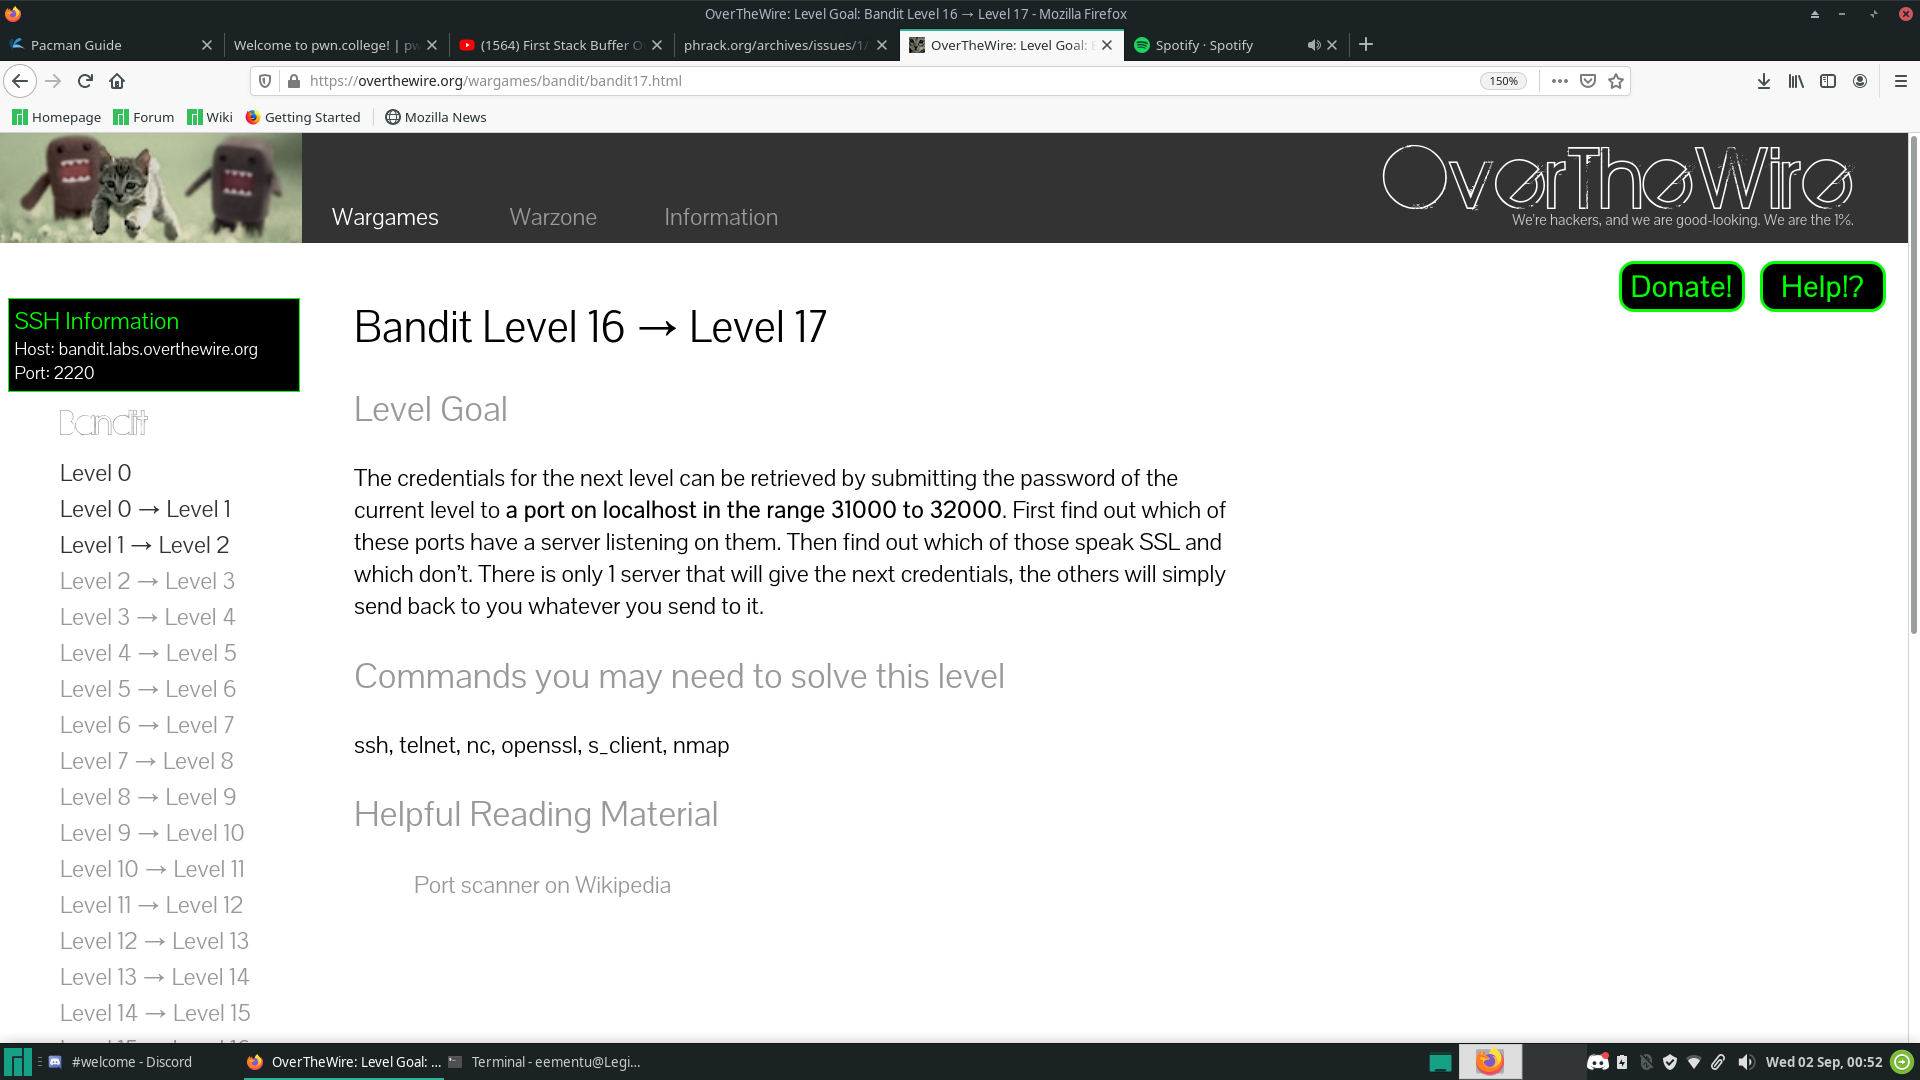 OverTheWire: Level Goal: Bandit Level 16 → Level 17 - Mozilla Firefox
Pacman Guide
Welcome to pwn.college! | pw
(1564) First Stack Buffer O
phrack.org/archives/issues/1
OverTheWire: Level Goal:
Spotify · Spotify
https://overthewire.org/wargames/bandit/bandit17.html
150%
Homepage
Forum
Wiki
Getting Started
Mozilla News
Wargames
Warzone
Information
OverTheWire
We're hackers, and we are good-looking. We are the 1%.
Donate!
Help!?
SSH Information
Host: bandit.labs.overthewire.org
Port: 2220
Bandit
Level 0
Level 0 → Level 1
Level 1 → Level 2
Level 2 → Level 3
Level 3 → Level 4
Level 4 → Level 5
Level 5 → Level 6
Level 6 → Level 7
Level 7 → Level 8
Level 8 → Level 9
Level 9 → Level 10
Level 10 → Level 11
Level 11 → Level 12
Level 12 → Level 13
Level 13 → Level 14
Level 14 → Level 15
Bandit Level 16 → Level 17
Level Goal
The credentials for the next level can be retrieved by submitting the password of the
current level to a port on localhost in the range 31000 to 32000. First find out which of
these ports have a server listening on them. Then find out which of those speak SSL and
which don't. There is only 1 server that will give the next credentials, the others will simply
send back to you whatever you send to it.
Commands you may need to solve this level
ssh, telnet, nc, openssl, s_client, nmap
Helpful Reading Material
Port scanner on Wikipedia
#welcome - Discord
OverTheWire: Level Goal: ...
Terminal - eementu@Legi...
Wed 02 Sep, 00:52